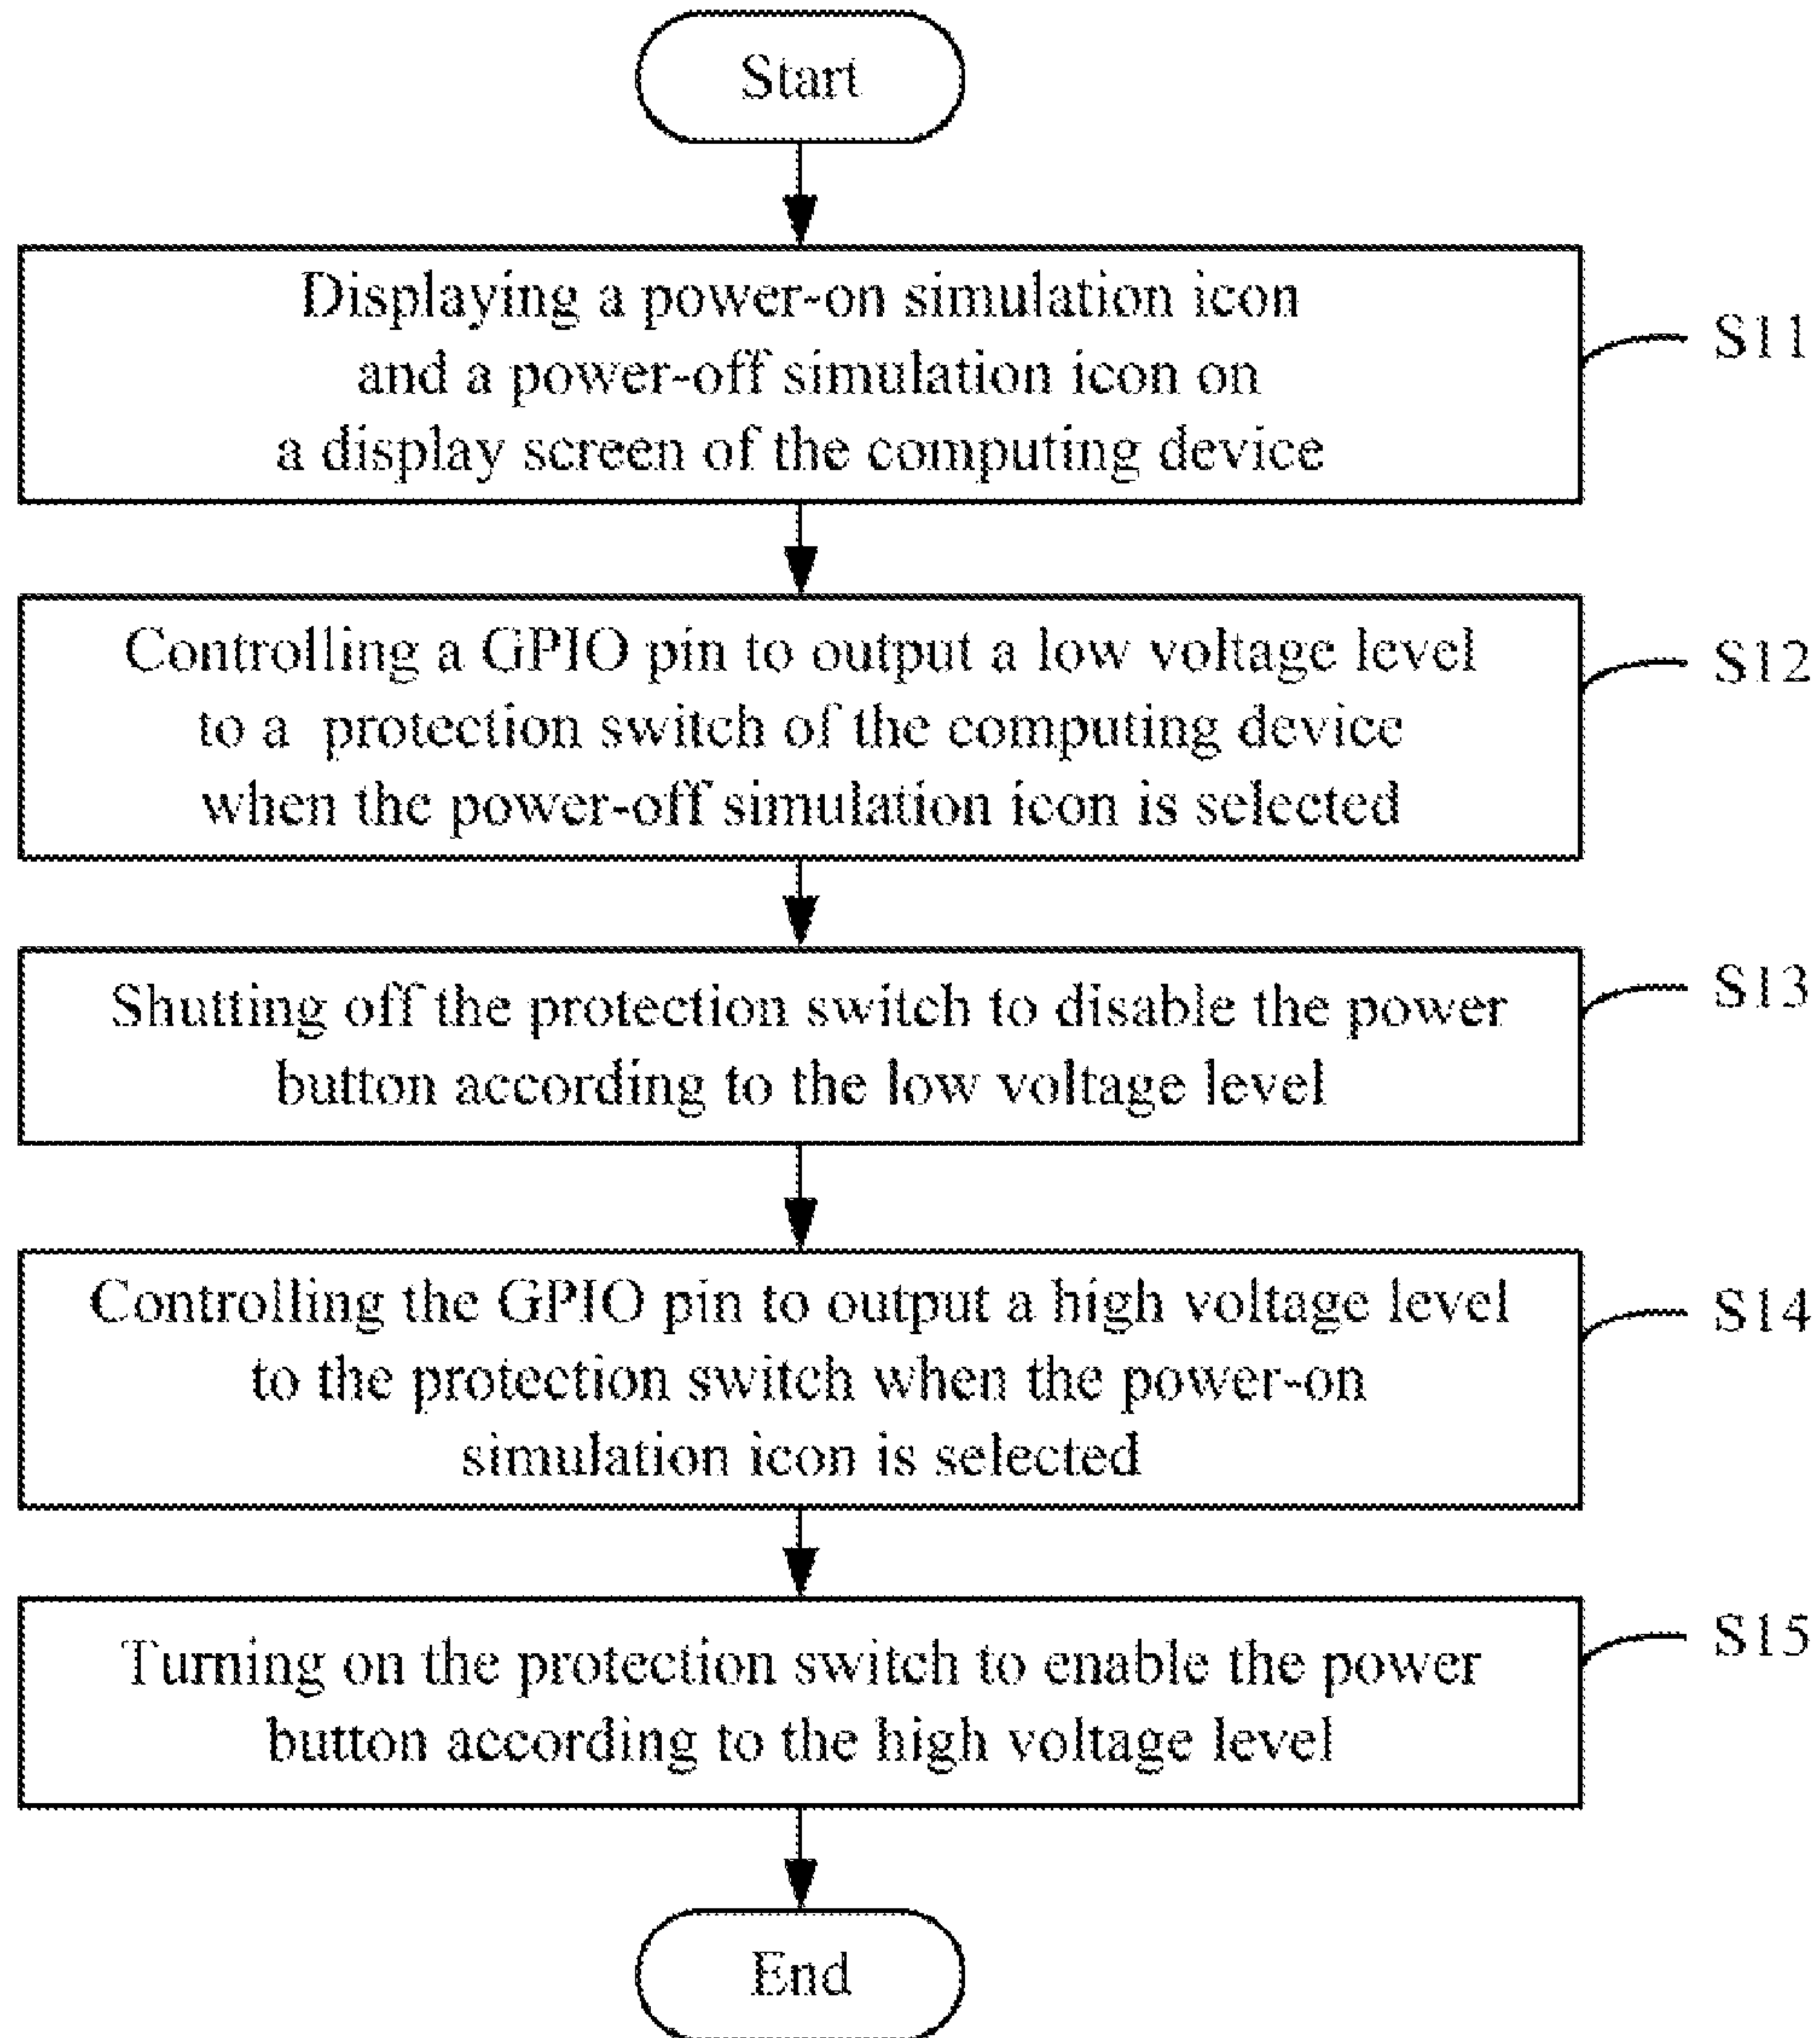 Start
Displaying a power-on simulation icon
and a power-off simulation icon on
a display screen of the computing device
S11
Controlling a GPIO pin to output a low voltage level
to a protection switch of the computing device
when the power-off simulation icon is selected
S12
Shutting off the protection switch to disable the power
button according to the low voltage level
S13
Controlling the GPIO pin to output a high voltage level
to the protection switch when the power-on
simulation icon is selected
S14
Turning on the protection switch to enable the power
button according to the high voltage level
S15
End